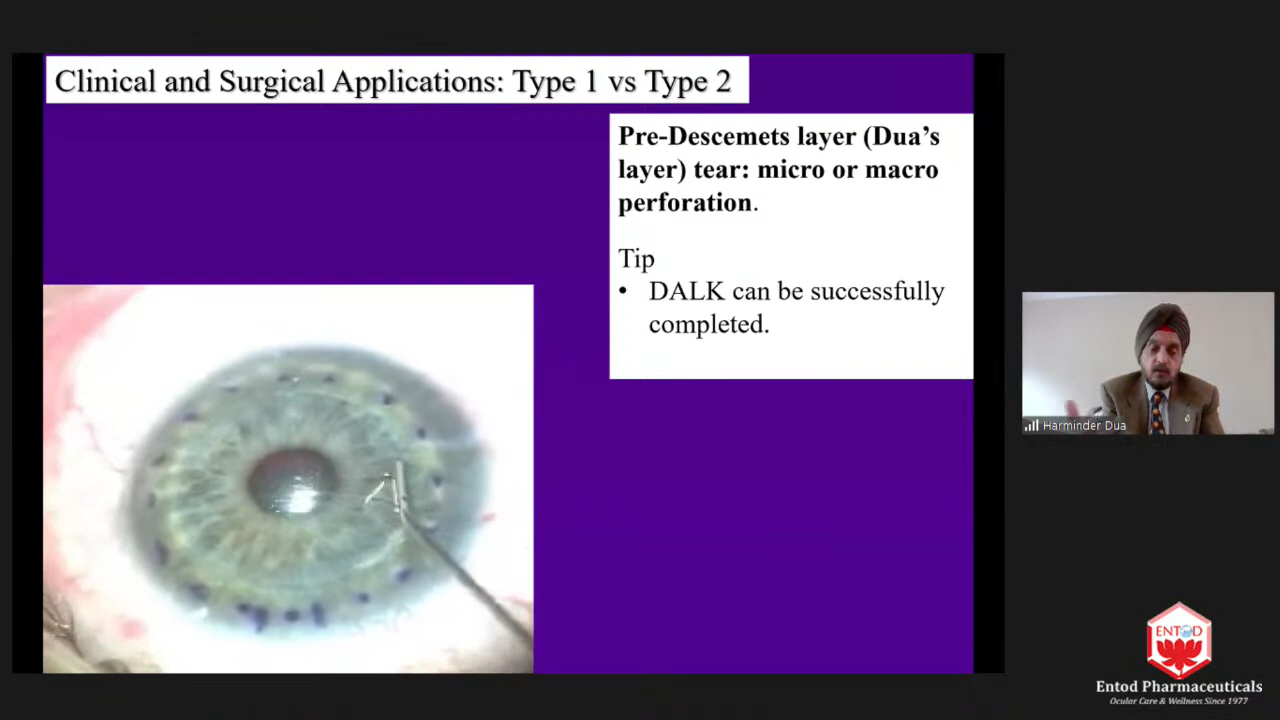 Clinical and Surgical Applications: Type 1 vs Type 2
Pre-Descemets layer (Dua’s
layer) tear: micro or macro
perforation.
Tip
• DALK can be successfully
completed.
Harminder Dua
ENTOD
Entod Pharmaceuticals
Ocular Care & Wellness Since 1977